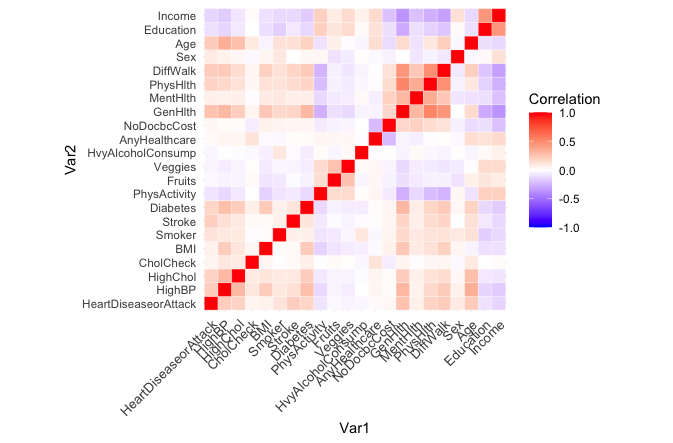 Income
Education
Age
Sex
DiffWalk
PhysHlth
MentHlth
GenHlth
NoDocbcCost
AnyHealthcare
HvyAlcoholConsump
Veggies
Fruits
PhysActivity
Diabetes
Stroke
Smoker
BMI
CholCheck
HighChol
HighBP
HeartDiseaseorAttack
Var2
HeartDiseaseorAttack
HighBP
HighChol
CholCheck
BMI
Smoker
Stroke
Diabetes
PhysActivity
Fruits
Veggies
HvyAlcoholConsump
AnyHealthcare
NoDocbcCost
GenHlth
MentHlth
PhysHlth
DiffWalk
Sex
Age
Education
Income
Var1
Correlation
1.0
0.5
0.0
-0.5
-1.0